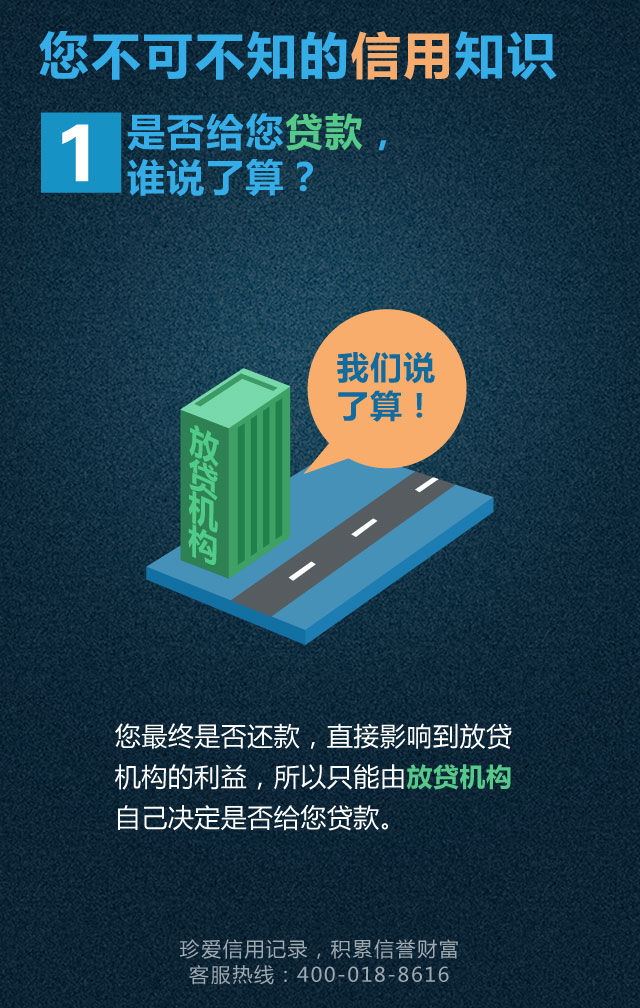 您不可不知的信用知识
1
是否给您贷款，
谁说了算？
我们说
了算！
放贷机构
您最终是否还款，直接影响到放贷
机构的利益，所以只能由放贷机构
自己决定是否给您贷款。
珍爱信用记录，积累信誉财富
客服热线：400-018-8616